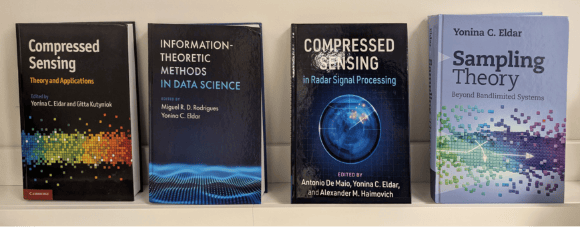 Compressed
Sensing
Theory and Applications
Edited by
Yonina C. Eldar and Gitta Kutyniok
CAMBRIDGE
INFORMATION-
THEORETIC
METHODS
IN DATA SCIENCE
EDITED BY
Miguel R. D. Rodrigues
Yonina C. Eldar
COMPRESSED
SENSING
in Radar Signal Processing
EDITED BY
Antonio De Maio, Yonina C. Eldar,
and Alexander M. Haimovich
Yonina C. Eldar
Sampling
Theory
Beyond Bandlimited Systems